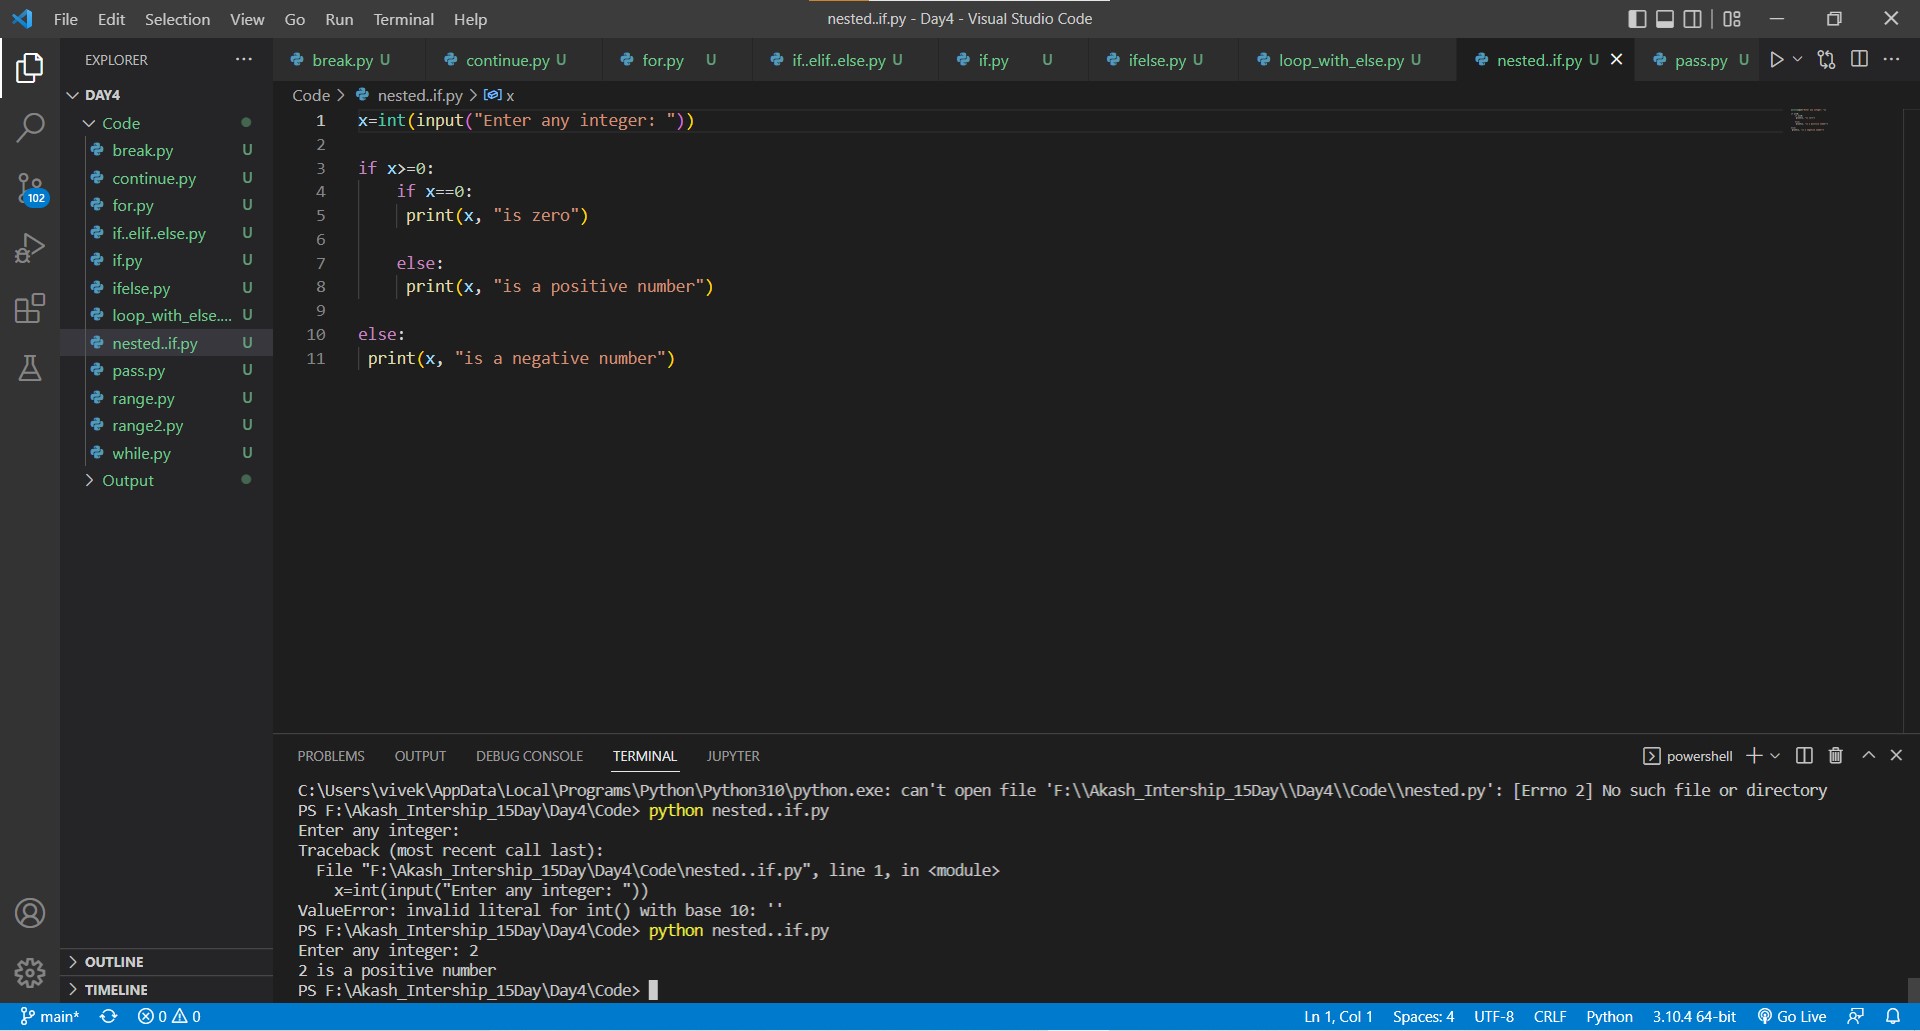 File Edit Selection View Go Run Terminal Help
nested..if.py - Day4 - Visual Studio Code
EXPLORER
break.py U continue.py U for.py U if..elif..else.py U if.py U ifelse.py U loop_with_else.py U nested..if.py U pass.py U
Code > nested..if.py > x
DAY4
Code
break.py U
continue.py U
for.py U
if..elif..else.py U
if.py U
ifelse.py U
loop_with_else.... U
nested..if.py U
pass.py U
range.py U
range2.py U
while.py U
Output
102
OUTLINE
TIMELINE
1 x=int(input("Enter any integer: "))
2
3 if x>=0:
4 if x==0:
5 print(x, "is zero")
6
7 else:
8 print(x, "is a positive number")
9
10 else:
11 print(x, "is a negative number")
PROBLEMS OUTPUT DEBUG CONSOLE TERMINAL JUPYTER
powershell
C:\Users\vivek\AppData\Local\Programs\Python\Python310\python.exe: can't open file 'F:\\Akash_Intership_15Day\\Day4\\Code\\nested.py': [Errno 2] No such file or directory
PS F:\Akash_Intership_15Day\Day4\Code> python nested..if.py
Enter any integer:
Traceback (most recent call last):
File "F:\Akash_Intership_15Day\Day4\Code\nested..if.py", line 1, in <module>
x=int(input("Enter any integer: "))
ValueError: invalid literal for int() with base 10: ''
PS F:\Akash_Intership_15Day\Day4\Code> python nested..if.py
Enter any integer: 2
2 is a positive number
PS F:\Akash_Intership_15Day\Day4\Code>
main* 0 0
Ln 1, Col 1 Spaces: 4 UTF-8 CRLF Python 3.10.4 64-bit Go Live